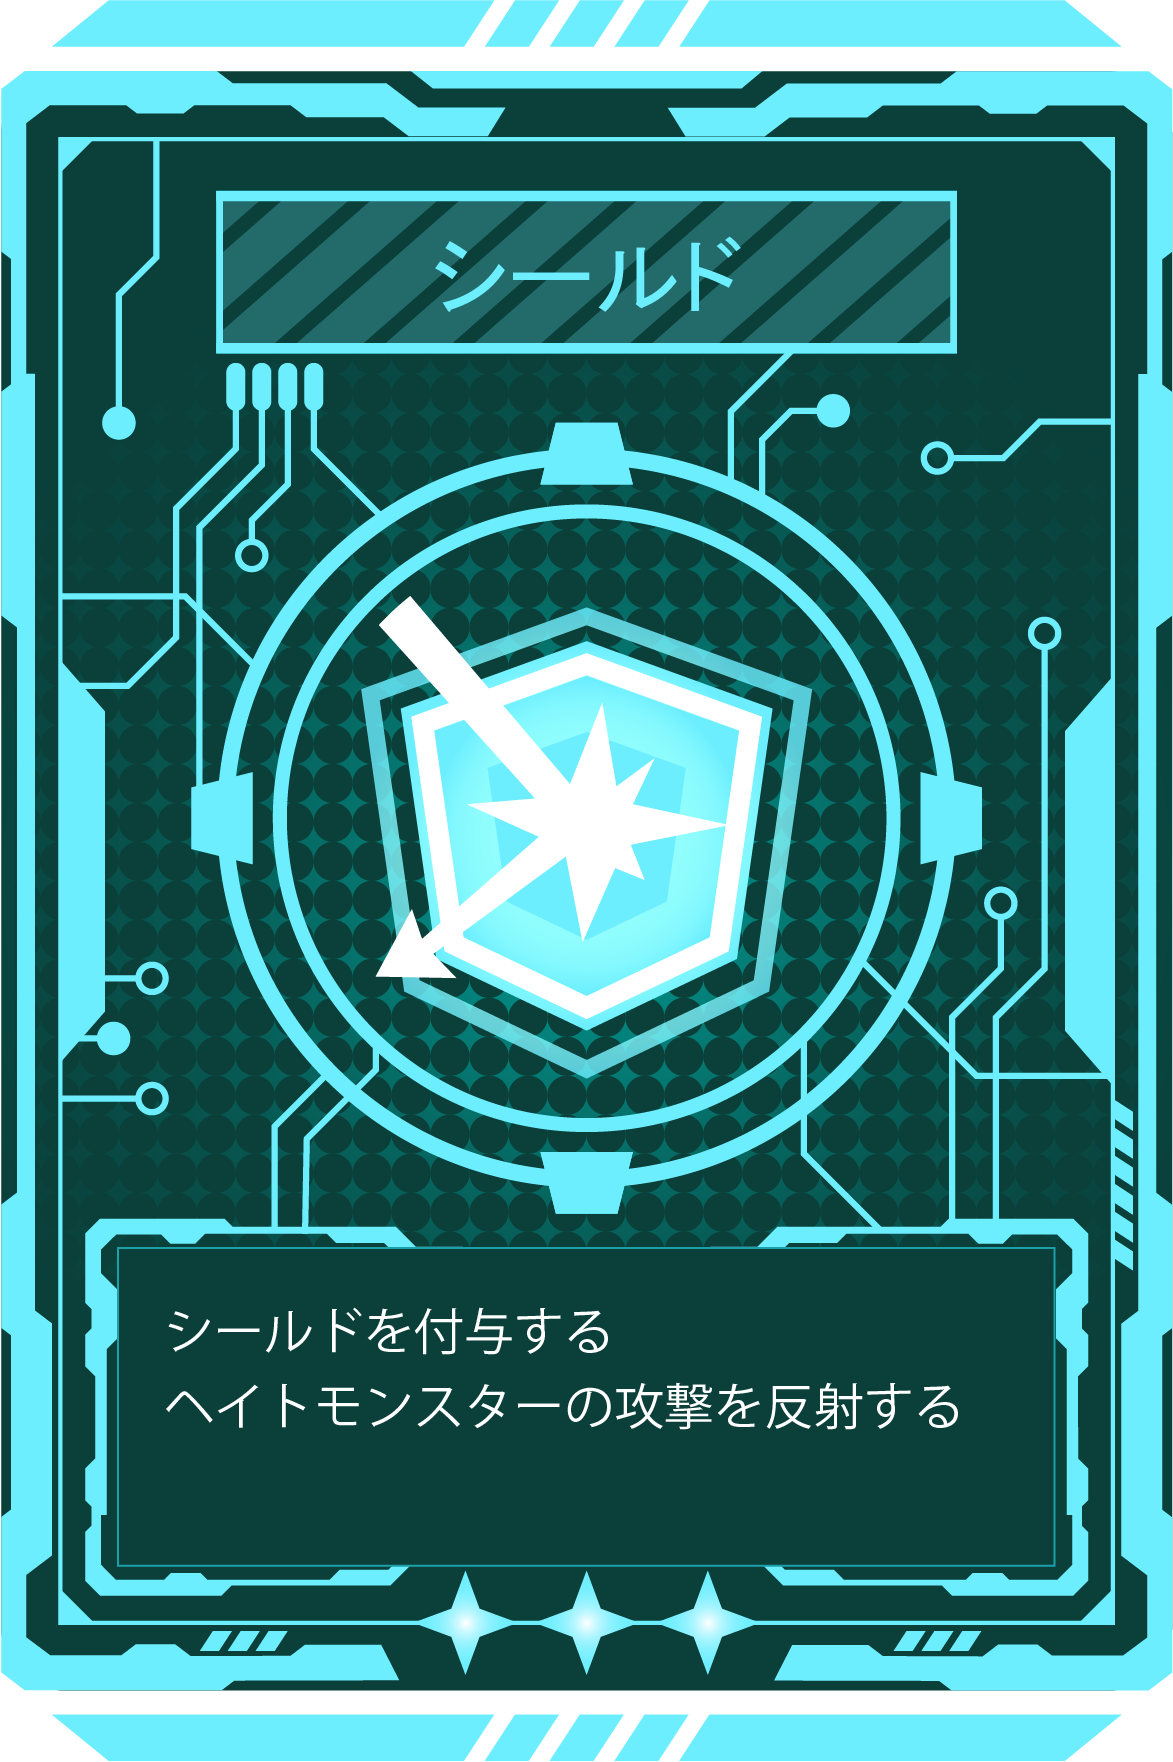 シールド
シールドを付与する
ヘイトモンスターの攻撃を反射する